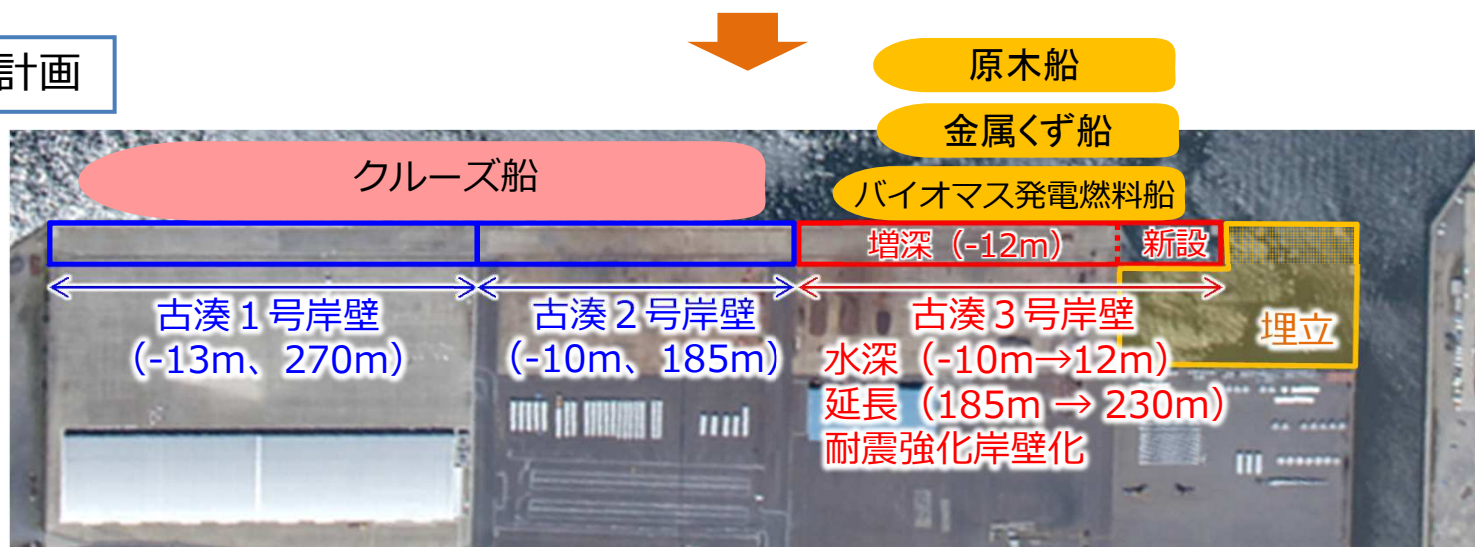 計画
原木船
金属くず船
クルーズ船
バイオマス発電燃料船
増深（-12m）
新設
古湊１号岸壁
（-13m、270m）
古湊２号岸壁
（-10m、185m）
古湊３号岸壁
水深（-10m→12m）
延長（185m → 230m）
耐震強化岸壁化
埋立